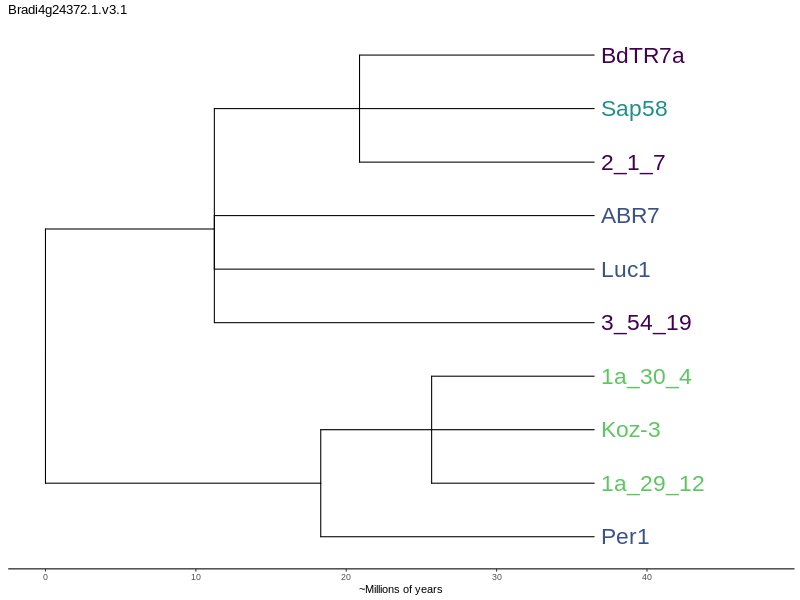 Bradi4g24372.1.v3.1
BdTR7a
Sap58
2_1_7
ABR7
Luc1
3_54_19
1a_30_4
Koz-3
1a_29_12
Per1
0 10 20 30 40
~Millions of years